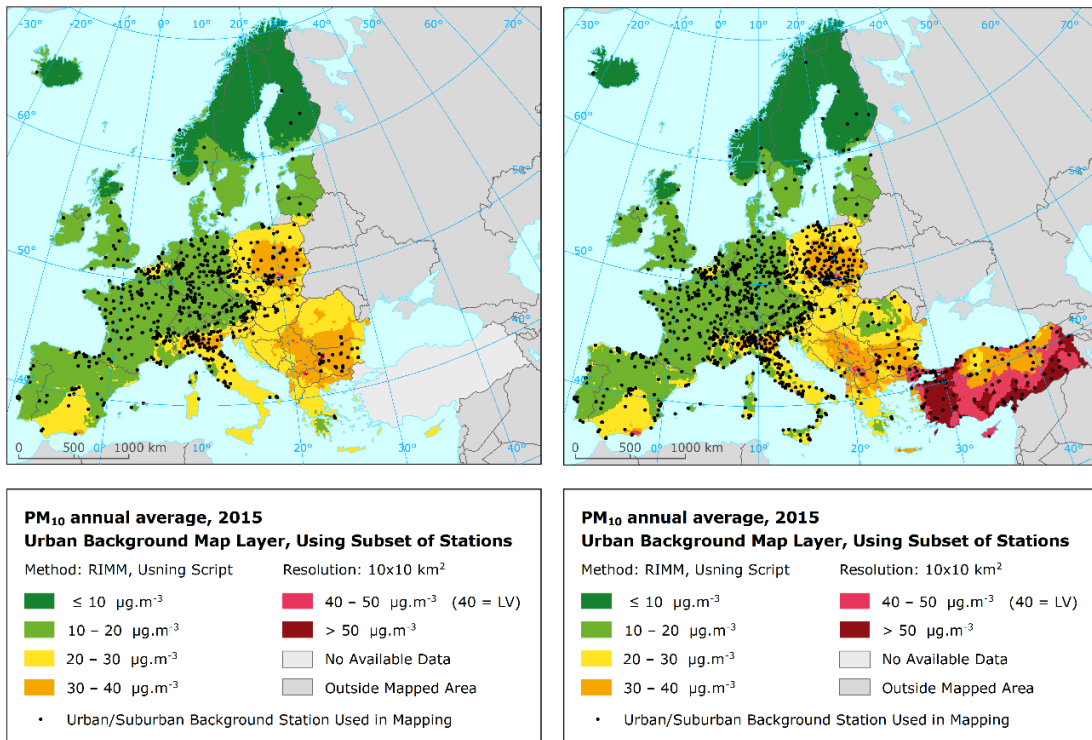 -30° -20° -10° 0° 10° 20° 30° 40° 50° 60° 70°
60°
50°
50°
40°
40°
0 500 0° 1000 km 10° 20° 30° 40°
PM₁₀ annual average, 2015
Urban Background Map Layer, Using Subset of Stations
Method: RIMM, Usning Script Resolution: 10x10 km²
≤ 10 µg.m⁻³ 40 – 50 µg.m⁻³ (40 = LV)
10 – 20 µg.m⁻³ > 50 µg.m⁻³
20 – 30 µg.m⁻³ No Available Data
30 – 40 µg.m⁻³ Outside Mapped Area
• Urban/Suburban Background Station Used in Mapping
-30° -20° -10° 0° 10° 20° 30° 40° 50° 60° 70°
60°
50°
50°
40°
40°
0 500 0° 1000 km 10° 20° 30° 40°
PM₁₀ annual average, 2015
Urban Background Map Layer, Using Subset of Stations
Method: RIMM, Usning Script Resolution: 10x10 km²
≤ 10 µg.m⁻³ 40 – 50 µg.m⁻³ (40 = LV)
10 – 20 µg.m⁻³ > 50 µg.m⁻³
20 – 30 µg.m⁻³ No Available Data
30 – 40 µg.m⁻³ Outside Mapped Area
• Urban/Suburban Background Station Used in Mapping